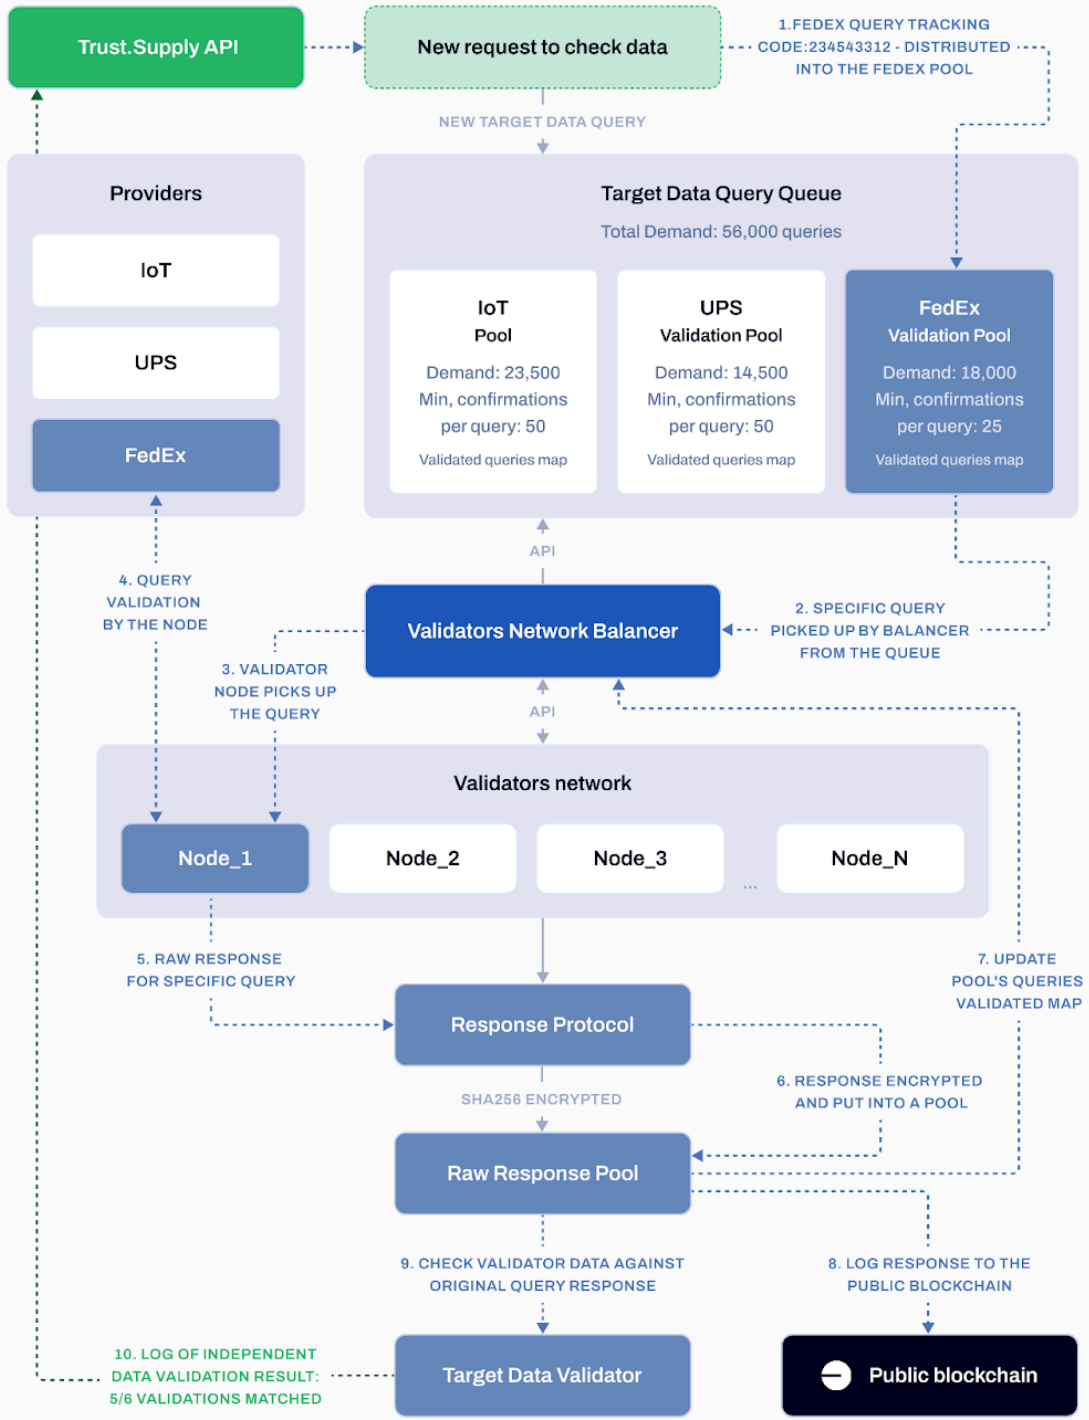 Trust.Supply API
New request to check data
1.FEDEX QUERY TRACKING
CODE:234543312 - DISTRIBUTED
INTO THE FEDEX POOL
NEW TARGET DATA QUERY
Providers
IoT
UPS
FedEx
Target Data Query Queue
Total Demand: 56,000 queries
IoT
Pool
Demand: 23,500
Min, confirmations
per query: 50
Validated queries map
UPS
Validation Pool
Demand: 14,500
Min, confirmations
per query: 50
Validated queries map
FedEx
Validation Pool
Demand: 18,000
Min, confirmations
per query: 25
Validated queries map
API
4. QUERY
VALIDATION
BY THE NODE
Validators Network Balancer
2. SPECIFIC QUERY
PICKED UP BY BALANCER
FROM THE QUEUE
3. VALIDATOR
NODE PICKS UP
THE QUERY
API
Validators network
Node_1
Node_2
Node_3
...
Node_N
5. RAW RESPONSE
FOR SPECIFIC QUERY
7. UPDATE
POOL'S QUERIES
VALIDATED MAP
Response Protocol
6. RESPONSE ENCRYPTED
AND PUT INTO A POOL
SHA256 ENCRYPTED
Raw Response Pool
9. CHECK VALIDATOR DATA AGAINST
ORIGINAL QUERY RESPONSE
8. LOG RESPONSE TO THE
PUBLIC BLOCKCHAIN
10. LOG OF INDEPENDENT
DATA VALIDATION RESULT:
5/6 VALIDATIONS MATCHED
Target Data Validator
Public blockchain